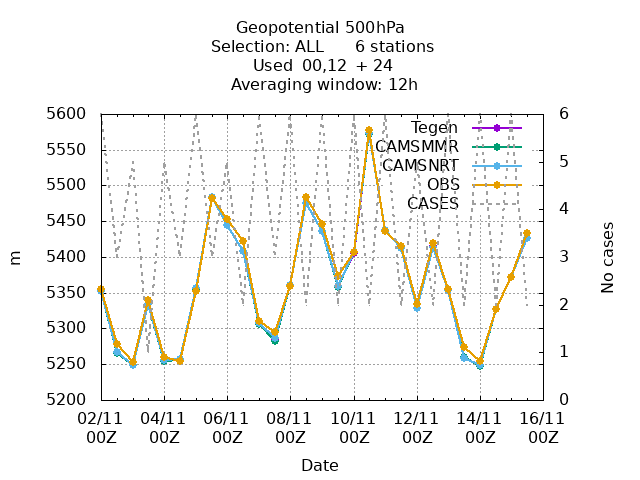 Geopotential 500hPa
Selection: ALL 6 stations
Used 00,12 + 24
Averaging window: 12h
5600
5550
5500
5450
5400
5350
5300
5250
5200
m
6
5
4
3
2
1
0
No cases
Tegen
CAMSMMR
CAMSNRT
OBS
CASES
02/11 04/11 06/11 08/11 10/11 12/11 14/11 16/11
00Z 00Z 00Z 00Z 00Z 00Z 00Z 00Z
Date